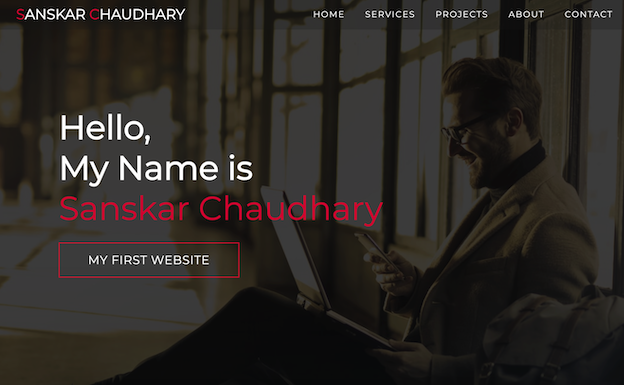 SANSKAR CHAUDHARY
HOME SERVICES PROJECTS ABOUT CONTACT
Hello,
My Name is
Sanskar Chaudhary
MY FIRST WEBSITE